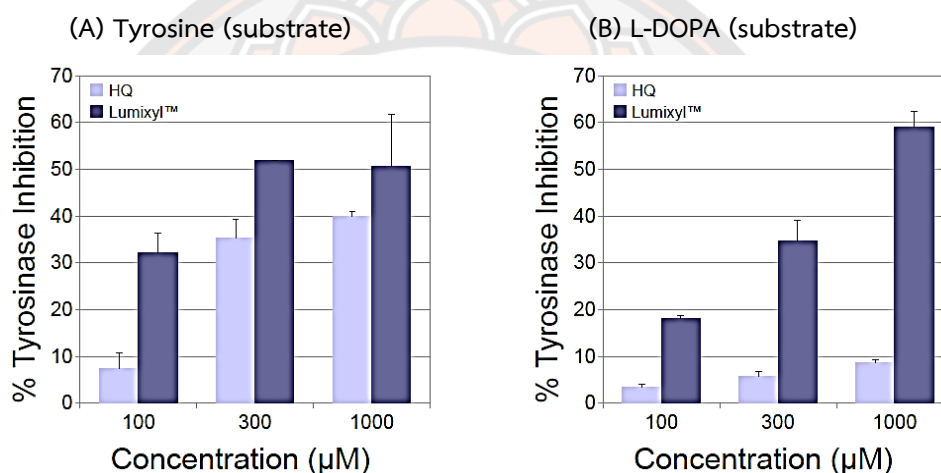 (A) Tyrosine (substrate)
(B) L-DOPA (substrate)
% Tyrosinase Inhibition
70
60
50
40
30
20
10
0
HQ
Lumixyl™
100 300 1000
Concentration (µM)
% Tyrosinase Inhibition
70
60
50
40
30
20
10
0
HQ
Lumixyl™
100 300 1000
Concentration (µM)